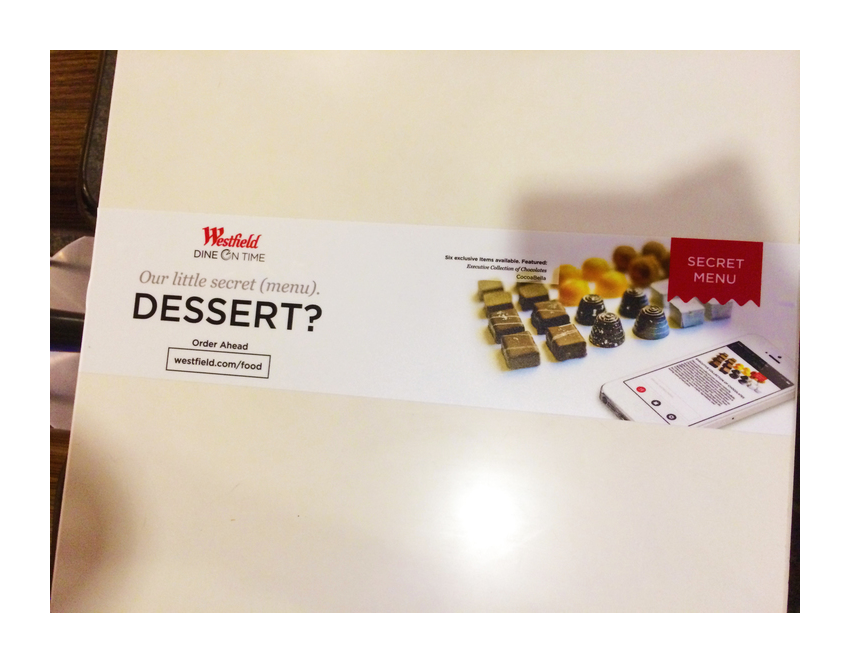 Westfield
DINE ON TIME
Our little secret (menu).
DESSERT?
Order Ahead
westfield.com/food
Six exclusive items available. Featured:
Executive Collection of Chocolates
CocoaBella
SECRET
MENU